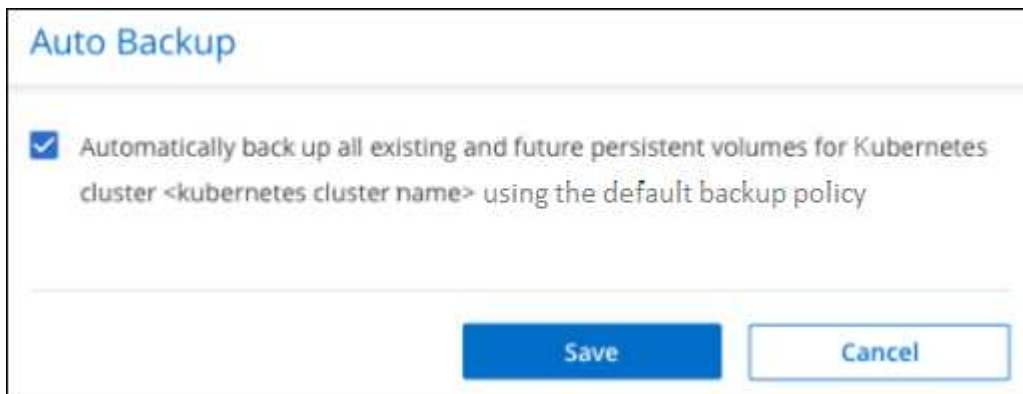 Auto Backup
Automatically back up all existing and future persistent volumes for Kubernetes
cluster <kubernetes cluster name> using the default backup policy
Save
Cancel